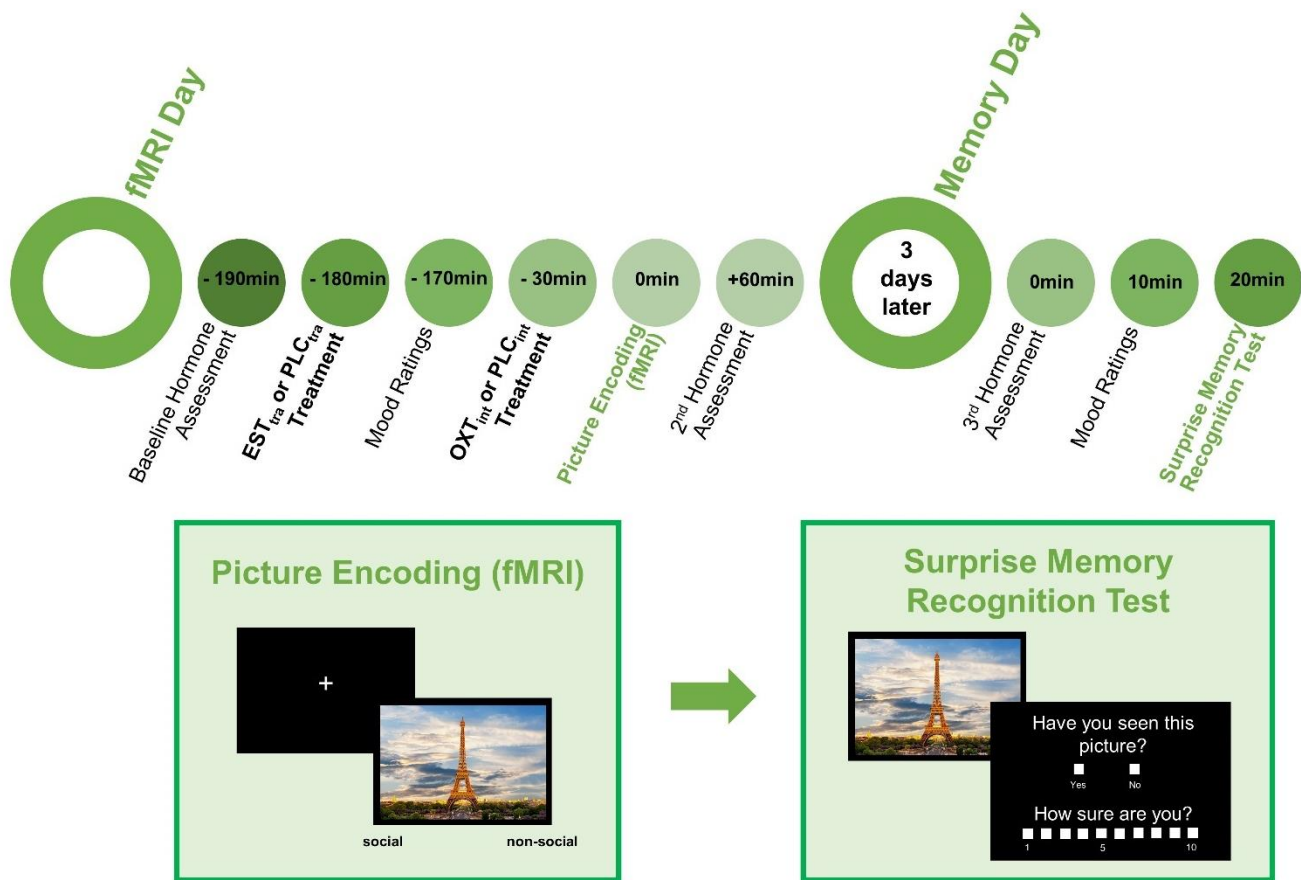 fMRI Day
- 190min
Baseline Hormone
Assessment
- 180min
ESTtra or PLCtra
Treatment
- 170min
Mood Ratings
- 30min
OXTint or PLCint
Treatment
0min
Picture Encoding
(fMRI)
+60min
2nd Hormone
Assessment
Memory Day
3
days
later
0min
3rd Hormone
Assessment
10min
Mood Ratings
20min
Surprise Memory
Recognition Test
Picture Encoding (fMRI)
+
social non-social
Surprise Memory
Recognition Test
Have you seen this
picture?
Yes No
How sure are you?
1 5 10